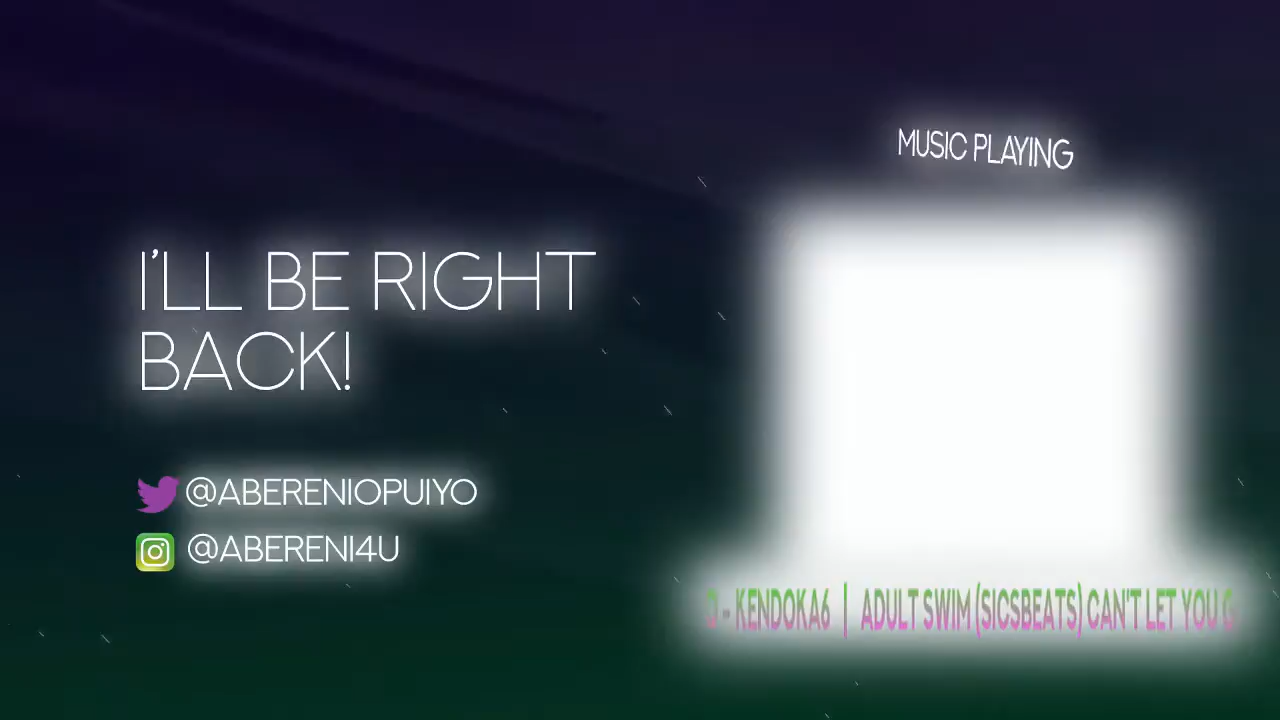 MUSIC PLAYING
I'LL BE RIGHT
BACK!
@ABERENIOPUIYO
@ABERENI4U
- KENDOKA6 | ADULT SWIM (SICSBEATS) CAN'T LET YOU G